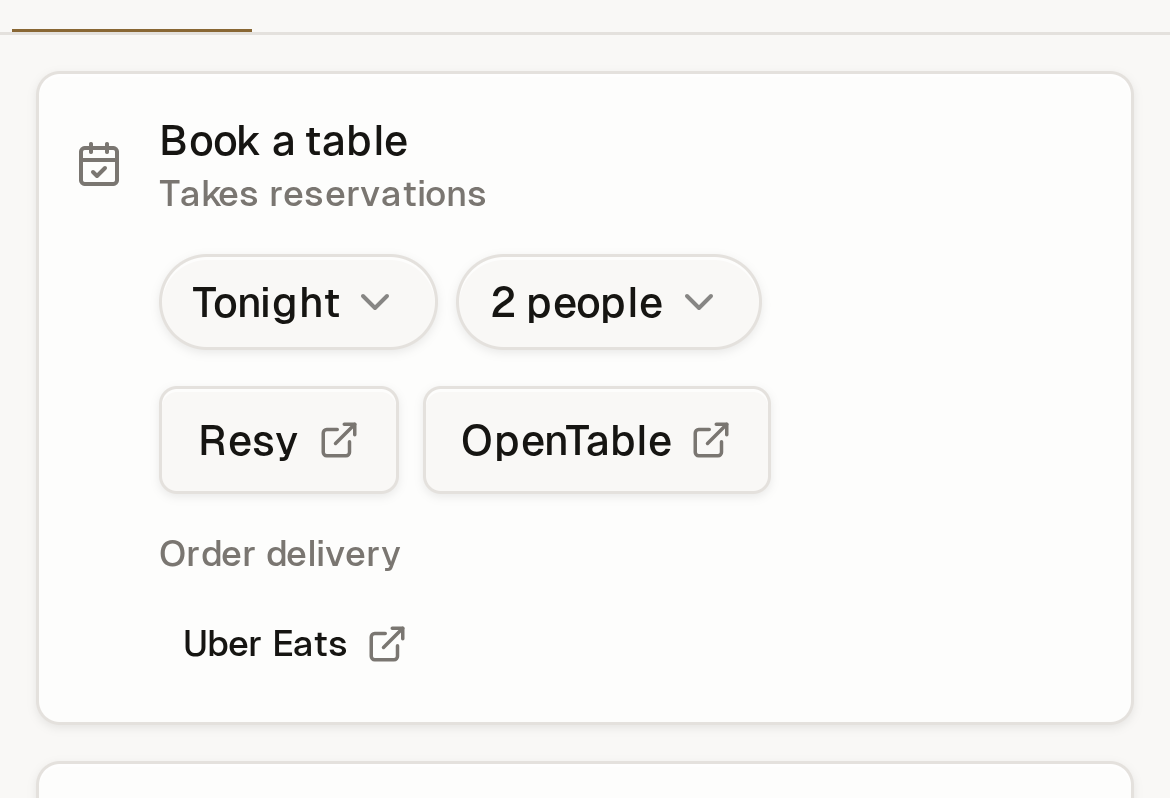 Book a table
Takes reservations
Tonight
2 people
Resy
OpenTable
Order delivery
Uber Eats